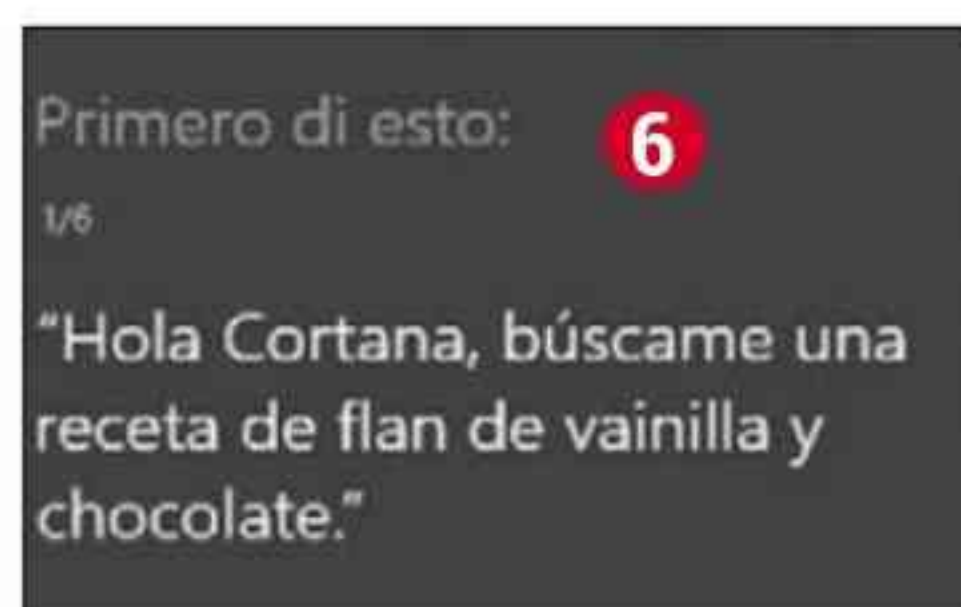 Primero di esto: 6
1/6
“Hola Cortana, búscame una
receta de flan de vainilla y
chocolate.”